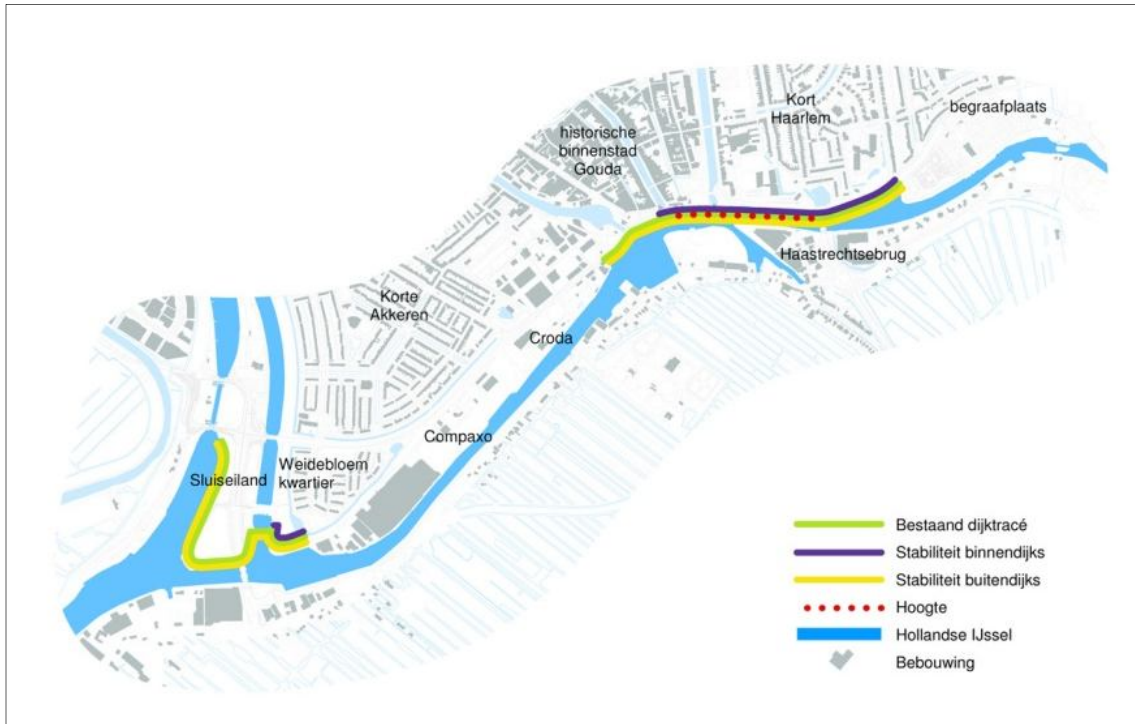 begraafplaats
Kort
Haarlem
historische
binnenstad
Gouda
Haastrechtsebrug
Korte
Akkeren
Croda
Compaxo
Weidebloem
kwartier
Sluiseiland
Bestaand dijktracé
Stabiliteit binnendijks
Stabiliteit buitendijks
Hoogte
Hollandse IJssel
Bebouwing